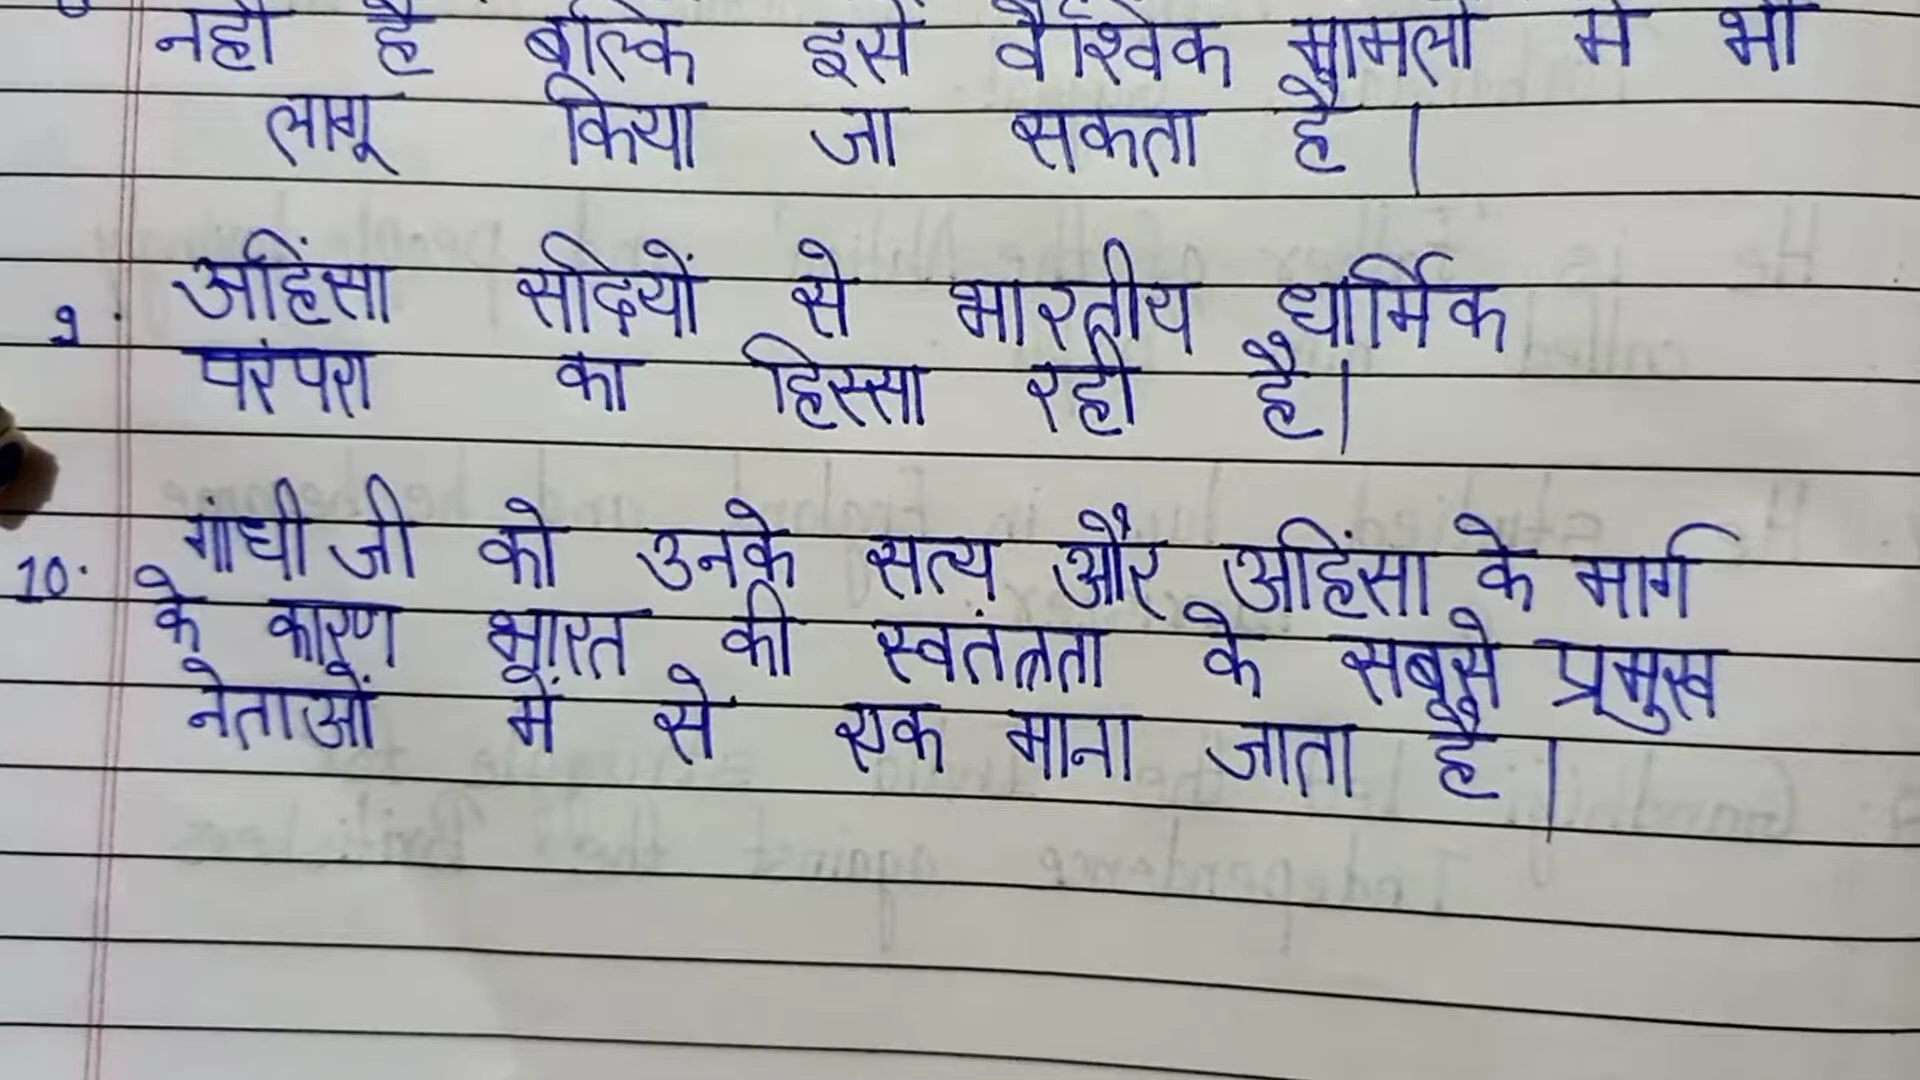 नहीं है बल्कि इसे वैश्विक मामलों में भी
लागू किया जा सकता है।
9. अहिंसा सदियों से भारतीय धार्मिक
परंपरा का हिस्सा रही है।
10. गांधी जी को उनके सत्य और अहिंसा के मार्ग
के कारण भारत की स्वतंत्रता के सबसे प्रमुख
नेताओं में से एक माना जाता है।